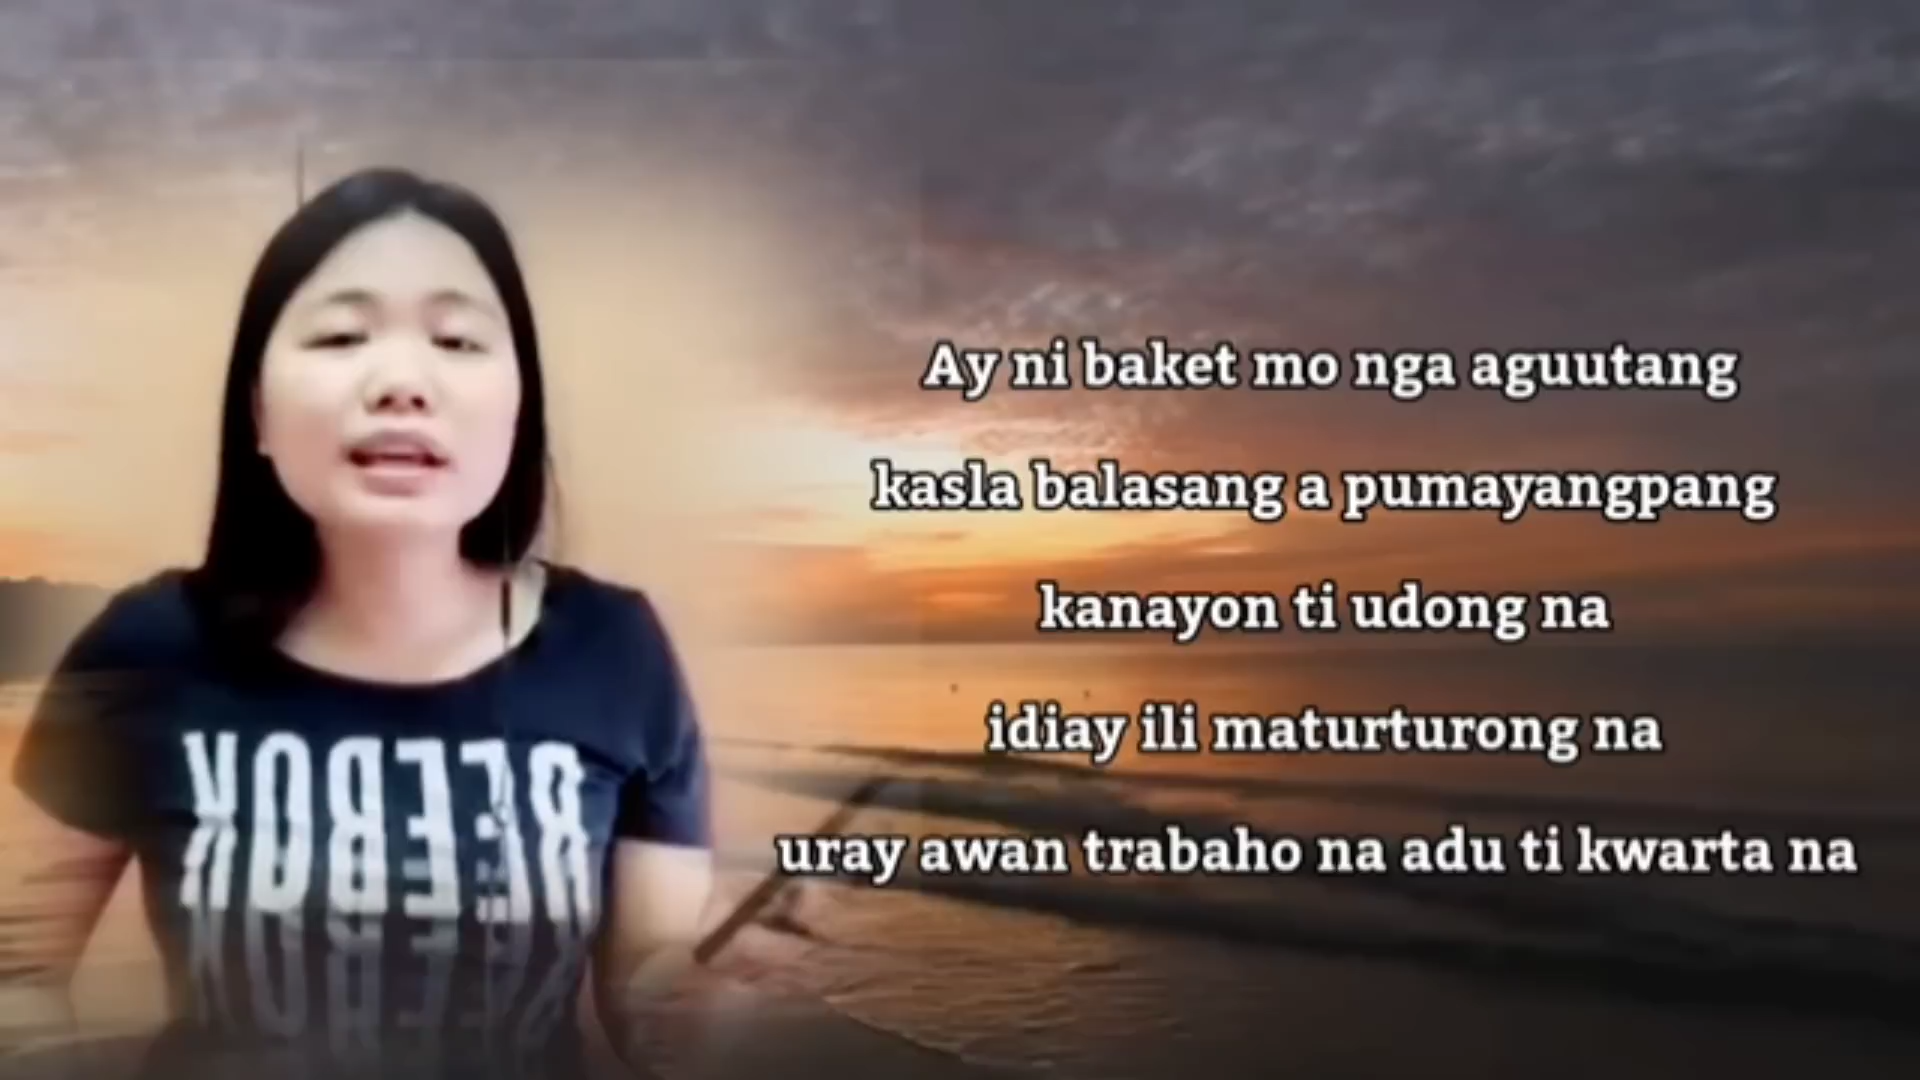 Ay ni baket mo nga aguutang
kasla balasang a pumayangpang
kanayon ti udong na
idiay ili maturturong na
uray awan trabaho na adu ti kwarta na
REEBOK